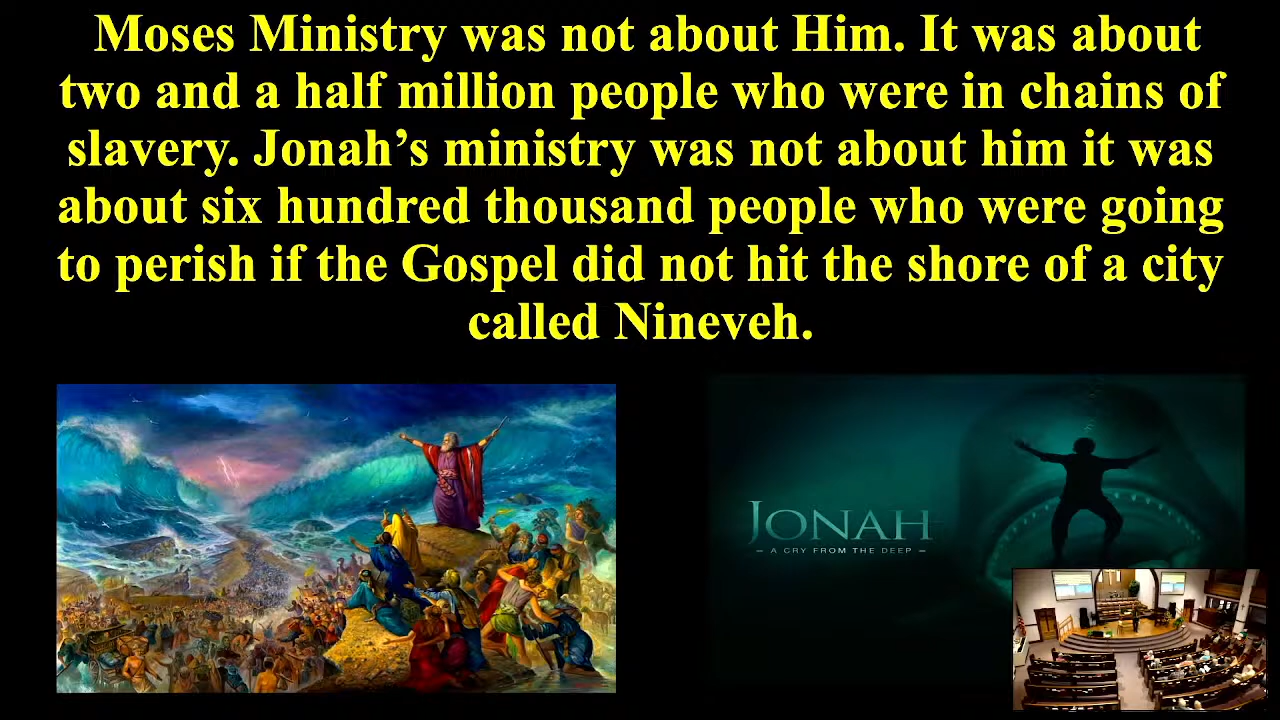 Moses Ministry was not about Him. It was about
two and a half million people who were in chains of
slavery. Jonah’s ministry was not about him it was
about six hundred thousand people who were going
to perish if the Gospel did not hit the shore of a city
called Nineveh.
JONAH
– A CRY FROM THE DEEP –